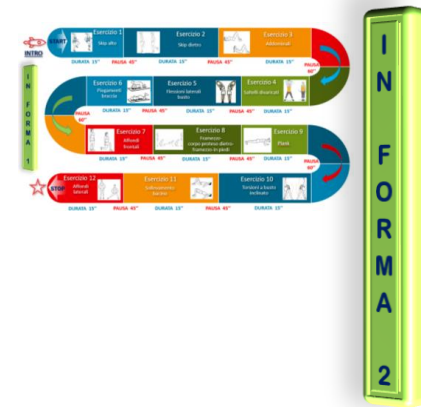 START
Esercizio 1
Skip alto
Esercizio 2
Skip dietro
Esercizio 3
Addominali
INTRO
DURATA 15" PAUSA 45" DURATA 15" PAUSA 45" DURATA 15"
PAUSA
60"
Esercizio 6
Piegamenti
braccia
Esercizio 5
Flessioni laterali
busto
Esercizio 4
Saltelli divaricati
DURATA 15" PAUSA 45" DURATA 15" PAUSA 45" DURATA 15"
PAUSA
60"
Esercizio 7
Affondi
frontali
Esercizio 8
corpo proteso dietro
in piedi
Esercizio 9
Plank
DURATA 15" PAUSA 45" DURATA 15" PAUSA 45" DURATA 15"
PAUSA
60"
STOP
Esercizio 12
Affondi
laterali
Esercizio 11
Sollevamento
bacino
Esercizio 10
Torsioni a busto
inclinato
DURATA 15" PAUSA 45" DURATA 15" PAUSA 45" DURATA 15"
IN FORMA 1
IN FORMA 2